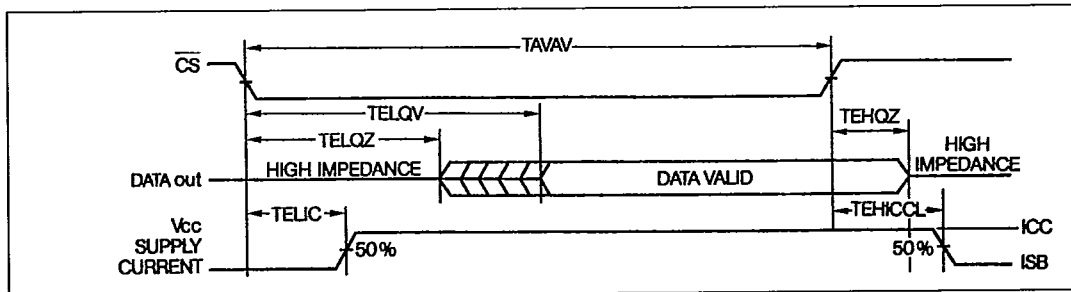 TAVAV
CS
TELQV
TELQZ
TEHQZ
HIGH IMPEDANCE
HIGH
IMPEDANCE
DATA out
DATA VALID
TELIC
TEHICCL
Vcc
SUPPLY
CURRENT
50%
50%
ICC
ISB